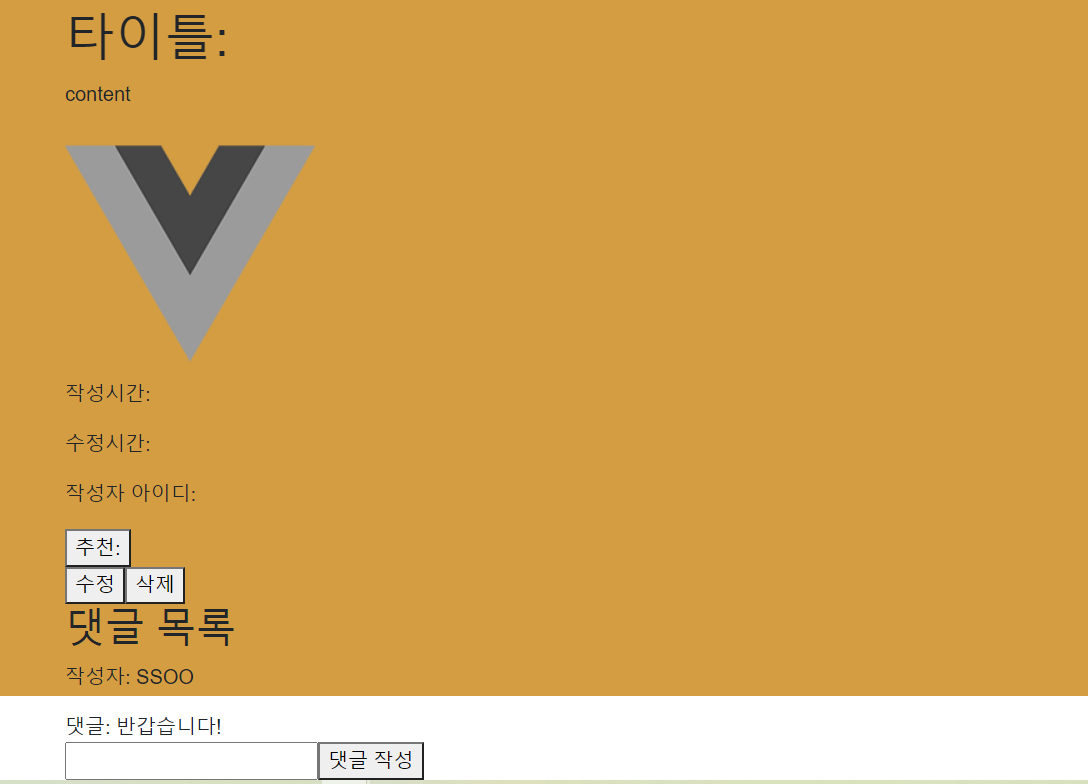 타이틀:
content
작성시간:
수정시간:
작성자 아이디:
추천:
수정 삭제
댓글 목록
작성자: SSOO
댓글: 반갑습니다!
댓글 작성